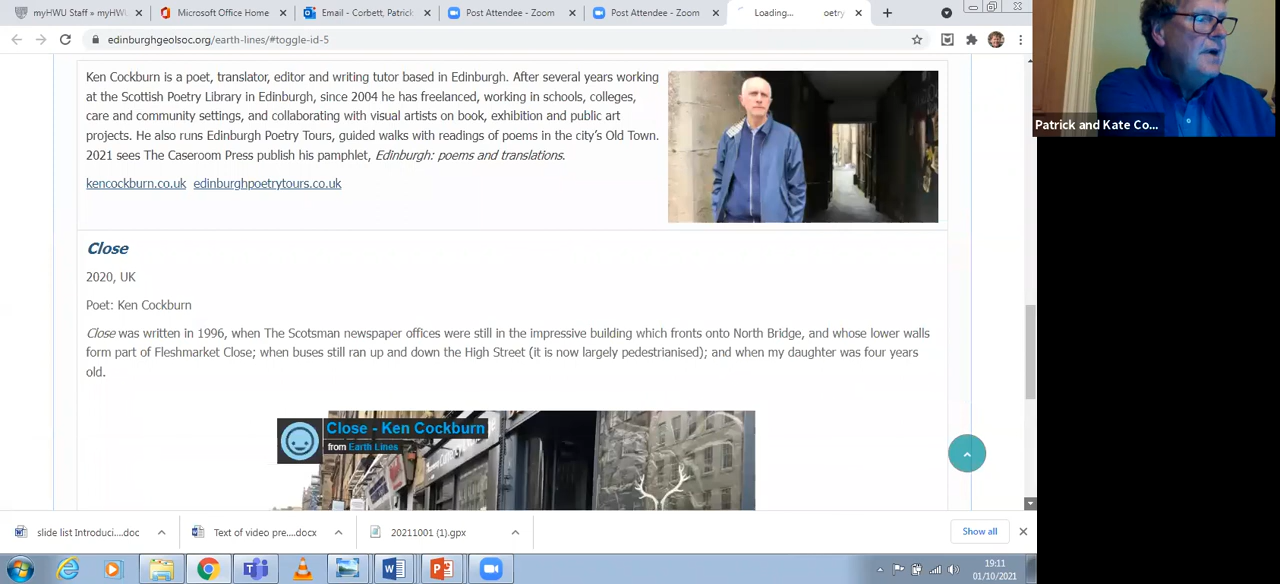 myHWU Staff » myHWU
Microsoft Office Home
Email - Corbett, Patrick
Post Attendee - Zoom
Post Attendee - Zoom
Loading...
oetry
edinburghgeolsoc.org/earth-lines/#toggle-id-5
Patrick and Kate Co...
Ken Cockburn is a poet, translator, editor and writing tutor based in Edinburgh. After several years working
at the Scottish Poetry Library in Edinburgh, since 2004 he has freelanced, working in schools, colleges,
care and community settings, and collaborating with visual artists on book, exhibition and public art
projects. He also runs Edinburgh Poetry Tours, guided walks with readings of poems in the city's Old Town.
2021 sees The Caseroom Press publish his pamphlet, Edinburgh: poems and translations.
kencockburn.co.uk edinburghpoetrytours.co.uk
Close
2020, UK
Poet: Ken Cockburn
Close was written in 1996, when The Scotsman newspaper offices were still in the impressive building which fronts onto North Bridge, and whose lower walls
form part of Fleshmarket Close; when buses still ran up and down the High Street (it is now largely pedestrianised); and when my daughter was four years
old.
Close - Ken Cockburn
from Earth Lines
slide list Introduci...doc
Text of video pre...docx
20211001 (1).gpx
Show all
19:11
01/10/2021